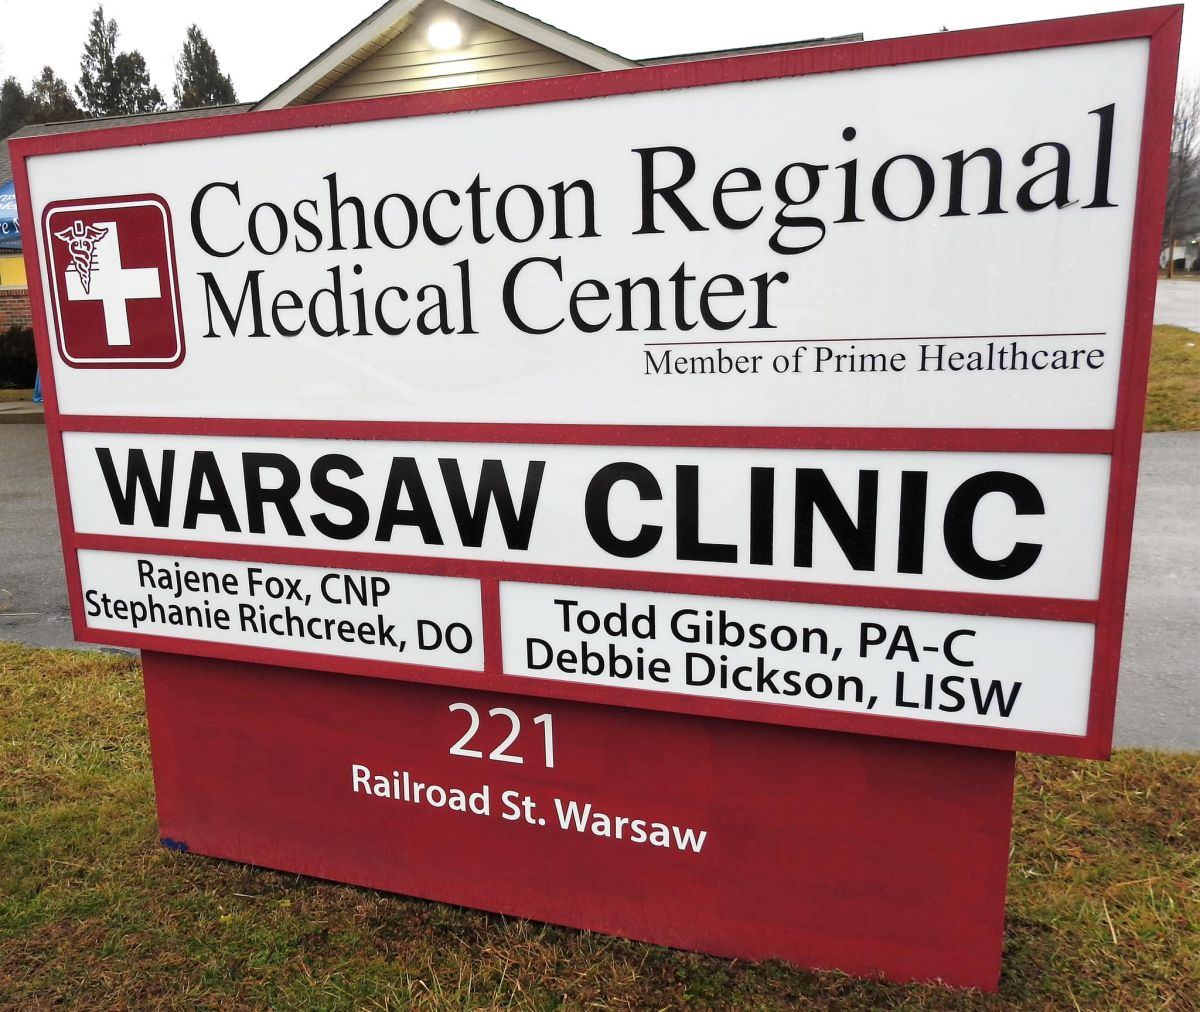 Coshocton Regional
Medical Center
Member of Prime Healthcare
WARSAW CLINIC
Rajene Fox, CNP
Stephanie Richcreek, DO
Todd Gibson, PA-C
Debbie Dickson, LISW
221
Railroad St. Warsaw